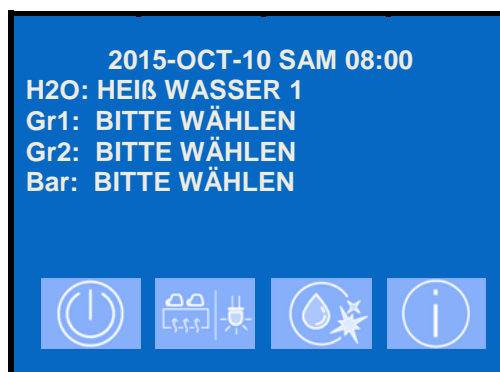 2015-OCT-10 SAM 08:00
H2O: HEIß WASSER 1
Gr1: BITTE WÄHLEN
Gr2: BITTE WÄHLEN
Bar: BITTE WÄHLEN